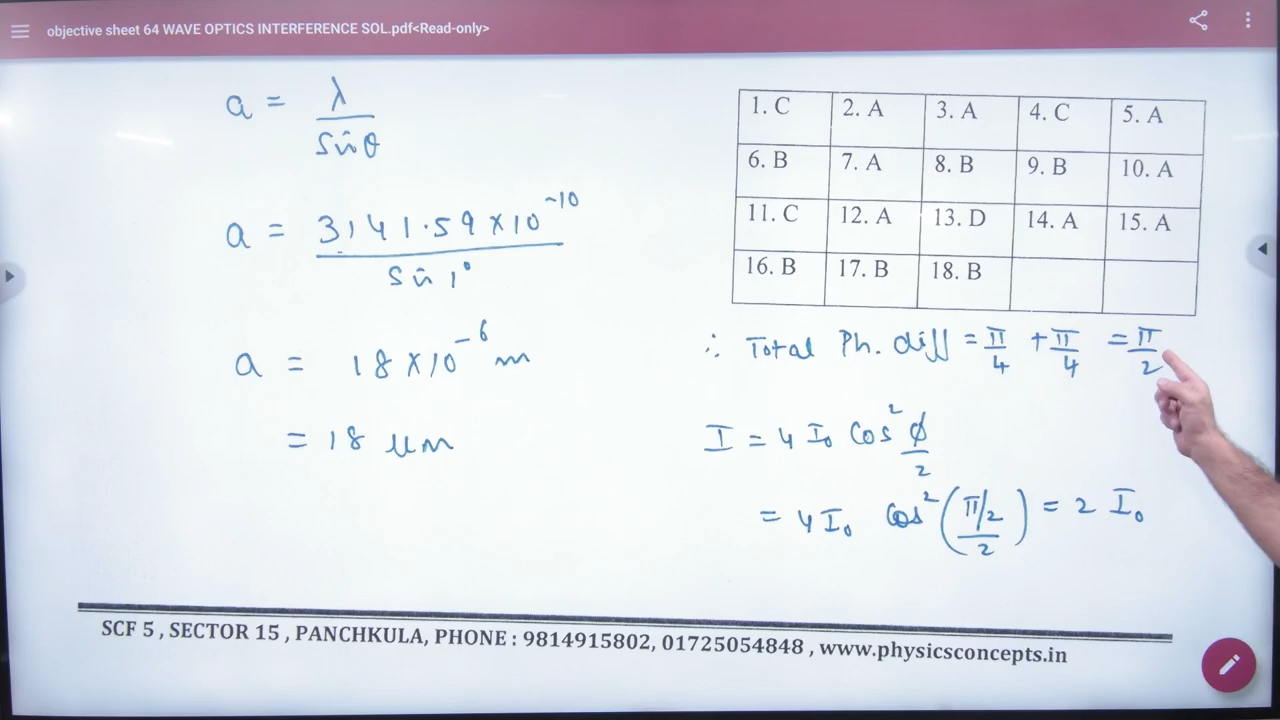 objective sheet 64 WAVE OPTICS INTERFERENCE SOL.pdf<Read-only>
a = λ / sinθ
a = 3141.59 × 10^-10 / sin 1°
a = 18 × 10^-6 m
= 18 μm
1. C 2. A 3. A 4. C 5. A
6. B 7. A 8. B 9. B 10. A
11. C 12. A 13. D 14. A 15. A
16. B 17. B 18. B
∴ Total Ph. diff = π/4 + π/4 = π/2
I = 4 I₀ Cos² φ/2
= 4 I₀ Cos² (π/2 / 2) = 2 I₀
SCF 5 , SECTOR 15 , PANCHKULA, PHONE : 9814915802, 01725054848 , www.physicsconcepts.in